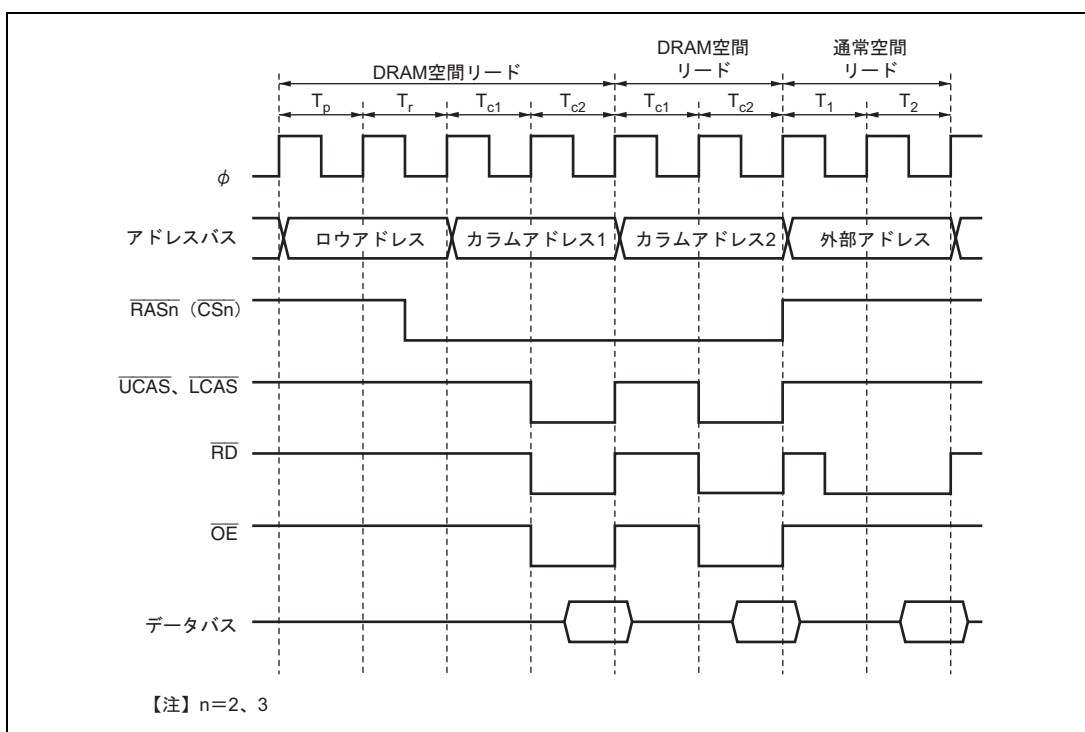 DRAM空間リード
DRAM空間
リード
通常空間
リード
Tp Tr Tc1 Tc2 Tc1 Tc2 T1 T2
φ
アドレスバス ロウアドレス カラムアドレス1 カラムアドレス2 外部アドレス
RASn（CSn）
UCAS、LCAS
RD
OE
データバス
【注】n＝2、3